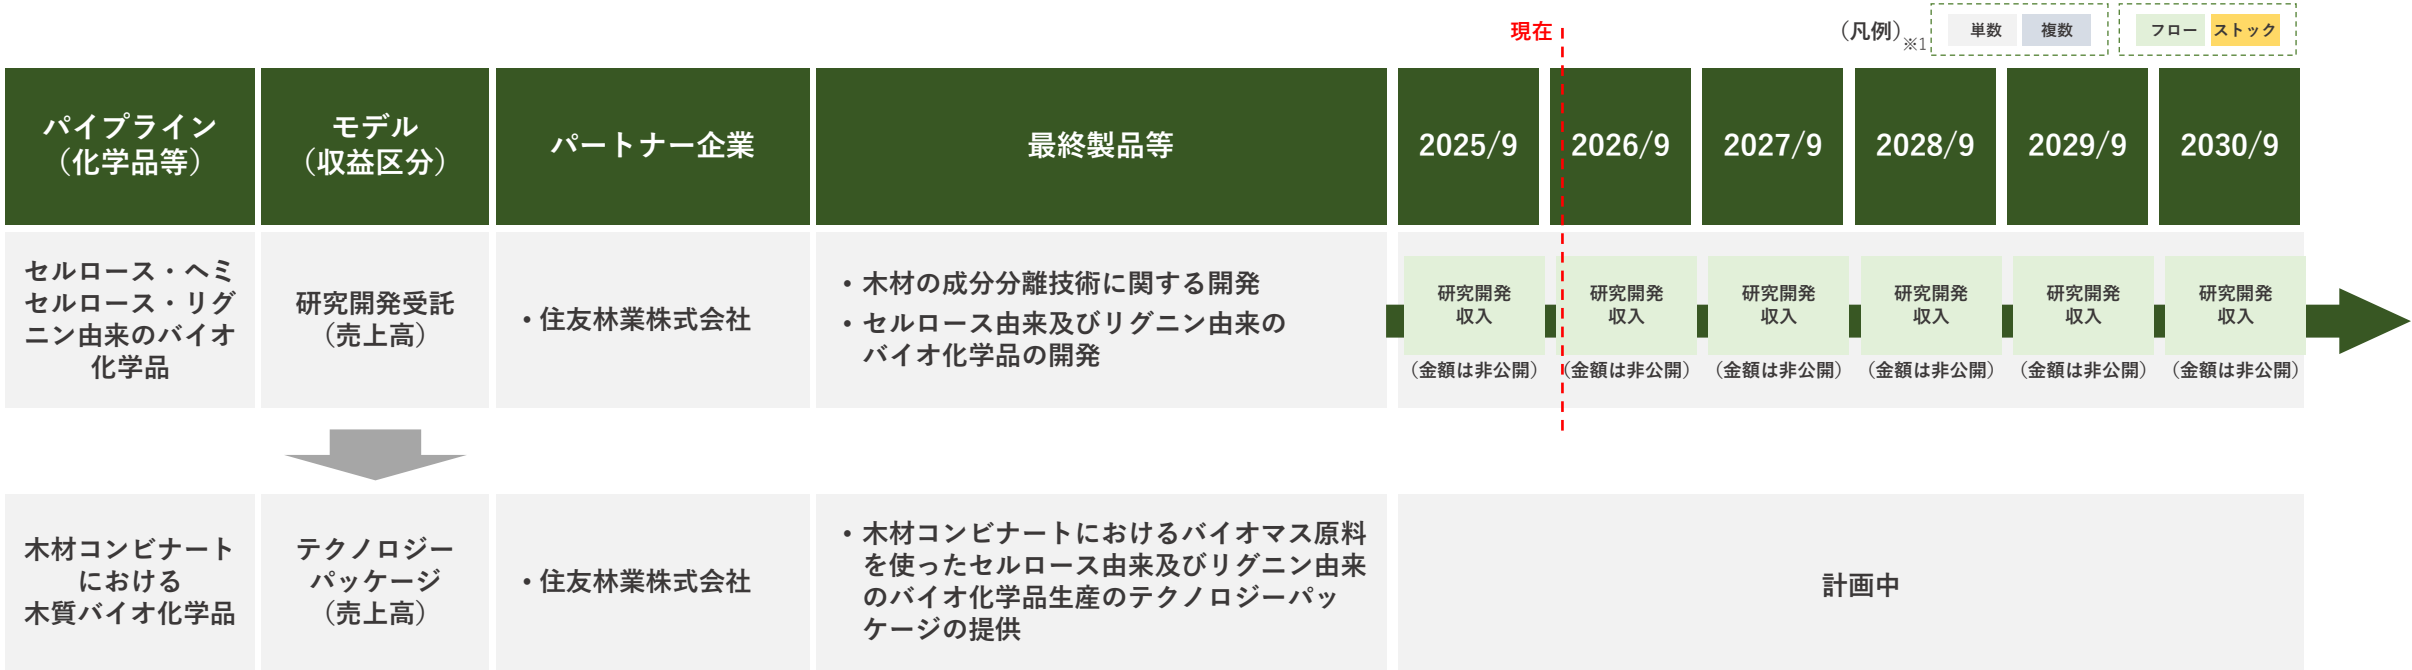 現在
（凡例）※1
単数
複数
フロー
ストック
パイプライン
（化学品等）
モデル
（収益区分）
パートナー企業
最終製品等
2025/9
2026/9
2027/9
2028/9
2029/9
2030/9
セルロース・ヘミ
セルロース・リグ
ニン由来のバイオ
化学品
研究開発受託
（売上高）
・住友林業株式会社
・木材の成分分離技術に関する開発
・セルロース由来及びリグニン由来の
バイオ化学品の開発
研究開発
収入
（金額は非公開）
研究開発
収入
（金額は非公開）
研究開発
収入
（金額は非公開）
研究開発
収入
（金額は非公開）
研究開発
収入
（金額は非公開）
研究開発
収入
（金額は非公開）
木材コンビナート
における
木質バイオ化学品
テクノロジー
パッケージ
（売上高）
・住友林業株式会社
・木材コンビナートにおけるバイオマス原料
を使ったセルロース由来及びリグニン由来
のバイオ化学品生産のテクノロジーパッ
ケージの提供
計画中